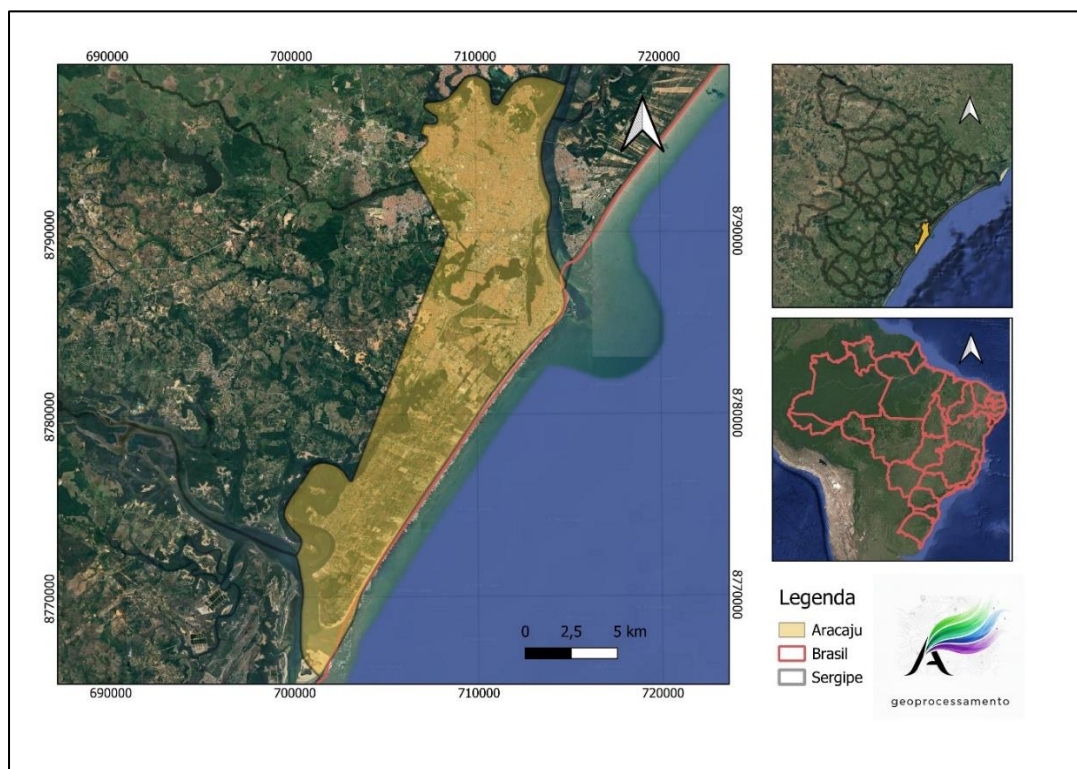 690000 700000 710000 720000
8790000 8790000
8780000 8780000
8770000 8770000
0 2,5 5 km
690000 700000 710000 720000
Legenda
Aracaju
Brasil
Sergipe
A
geoprocessamento